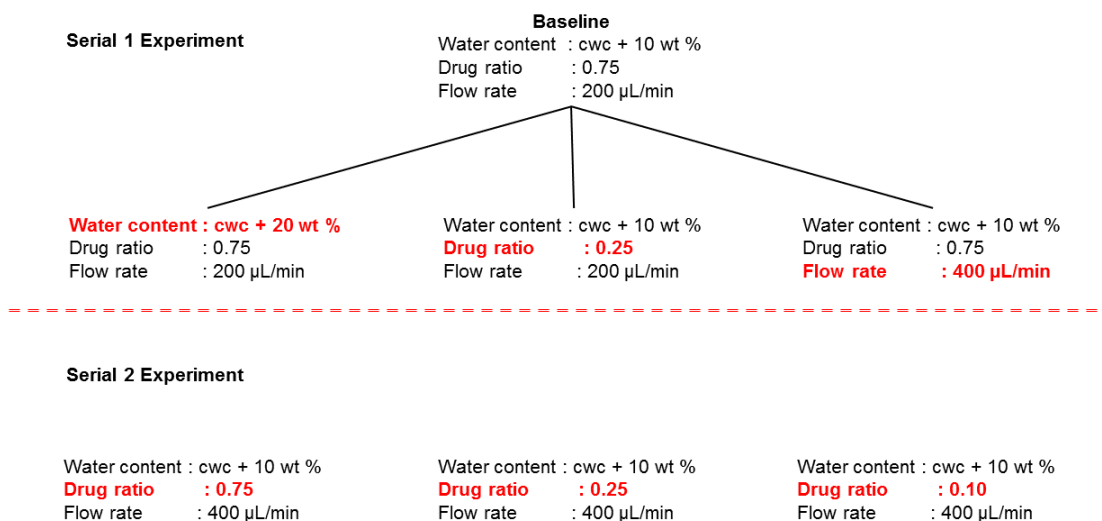 Serial 1 Experiment
Baseline
Water content : cwc + 10 wt %
Drug ratio : 0.75
Flow rate : 200 µL/min
Water content : cwc + 20 wt %
Drug ratio : 0.75
Flow rate : 200 µL/min
Water content : cwc + 10 wt %
Drug ratio : 0.25
Flow rate : 200 µL/min
Water content : cwc + 10 wt %
Drug ratio : 0.75
Flow rate : 400 µL/min
Serial 2 Experiment
Water content : cwc + 10 wt %
Drug ratio : 0.75
Flow rate : 400 µL/min
Water content : cwc + 10 wt %
Drug ratio : 0.25
Flow rate : 400 µL/min
Water content : cwc + 10 wt %
Drug ratio : 0.10
Flow rate : 400 µL/min